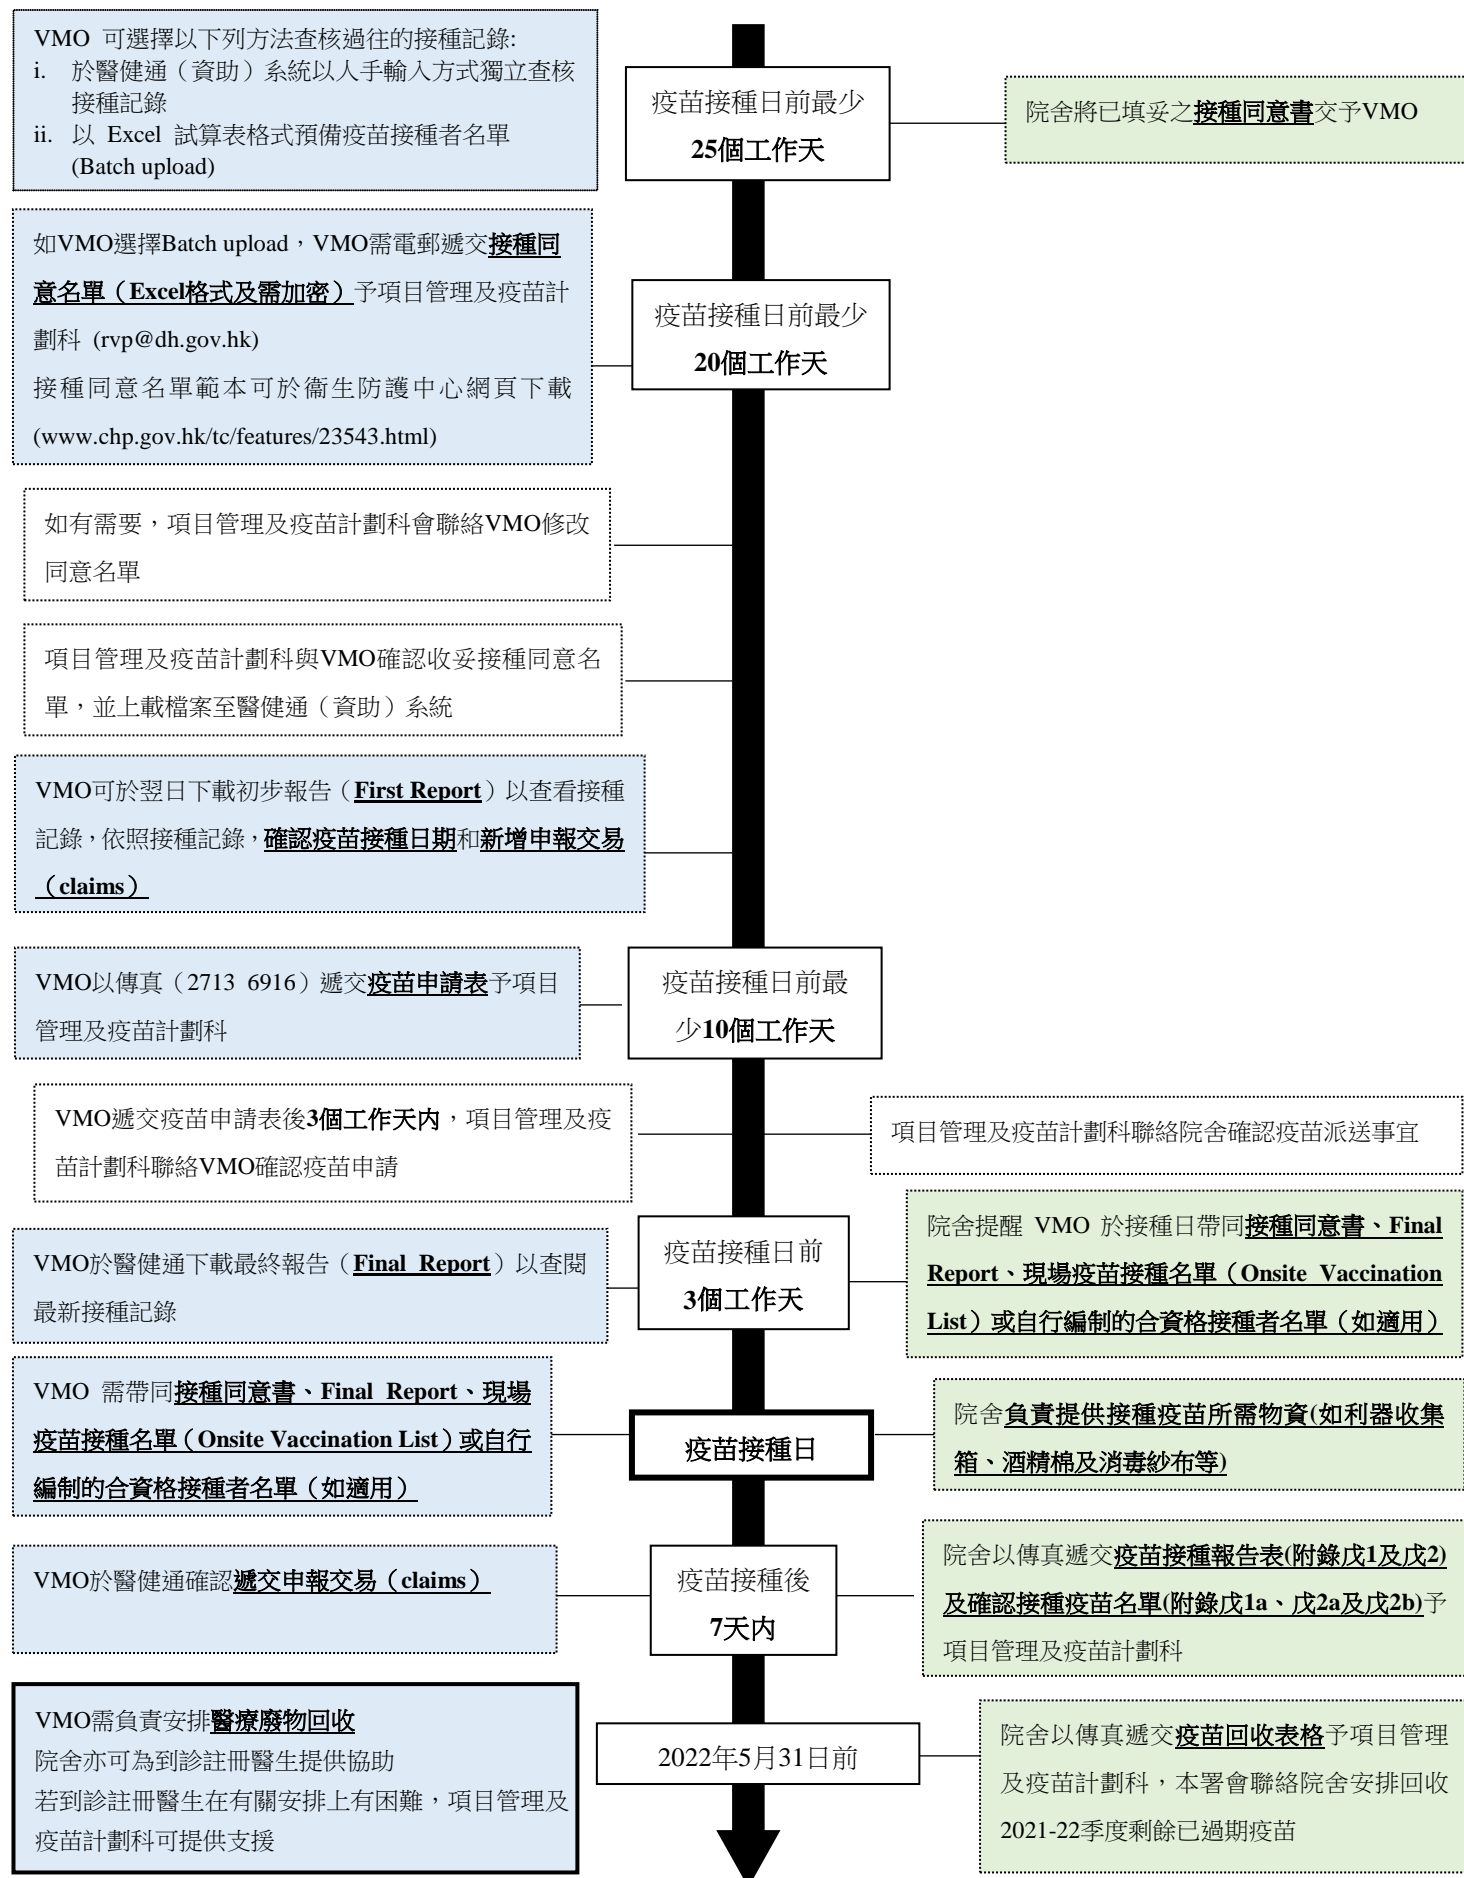 VMO 可選擇以下列方法查核過往的接種記錄:
i. 於醫健通（資助）系統以人手輸入方式獨立查核
接種記錄
ii. 以 Excel 試算表格式預備疫苗接種者名單
(Batch upload)
疫苗接種日前最少
25個工作天
院舍將已填妥之接種同意書交予VMO
如VMO選擇Batch upload，VMO需電郵遞交接種同
意名單（Excel格式及需加密）予項目管理及疫苗計
劃科 (rvp@dh.gov.hk)
接種同意名單範本可於衞生防護中心網頁下載
(www.chp.gov.hk/tc/features/23543.html)
疫苗接種日前最少
20個工作天
如有需要，項目管理及疫苗計劃科會聯絡VMO修改
同意名單
項目管理及疫苗計劃科與VMO確認收妥接種同意名
單，並上載檔案至醫健通（資助）系統
VMO可於翌日下載初步報告（First Report）以查看接種
記錄，依照接種記錄，確認疫苗接種日期和新增申報交易
（claims）
VMO以傳真（2713 6916）遞交疫苗申請表予項目
管理及疫苗計劃科
疫苗接種日前最
少10個工作天
VMO遞交疫苗申請表後3個工作天内，項目管理及疫
苗計劃科聯絡VMO確認疫苗申請
項目管理及疫苗計劃科聯絡院舍確認疫苗派送事宜
VMO於醫健通下載最終報告（Final Report）以查閱
最新接種記錄
疫苗接種日前
3個工作天
院舍提醒 VMO 於接種日帶同接種同意書、Final
Report、現場疫苗接種名單（Onsite Vaccination
List）或自行編制的合資格接種者名單（如適用）
VMO 需帶同接種同意書、Final Report、現場
疫苗接種名單（Onsite Vaccination List）或自行
編制的合資格接種者名單（如適用）
疫苗接種日
院舍負責提供接種疫苗所需物資(如利器收集
箱、酒精棉及消毒紗布等)
VMO於醫健通確認遞交申報交易（claims）
疫苗接種後
7天内
院舍以傳真遞交疫苗接種報告表(附錄戊1及戊2)
及確認接種疫苗名單(附錄戊1a、戊2a及戊2b)予
項目管理及疫苗計劃科
VMO需負責安排醫療廢物回收
院舍亦可為到診註冊醫生提供協助
若到診註冊醫生在有關安排上有困難，項目管理及
疫苗計劃科可提供支援
2022年5月31日前
院舍以傳真遞交疫苗回收表格予項目管理
及疫苗計劃科，本署會聯絡院舍安排回收
2021-22季度剩餘已過期疫苗